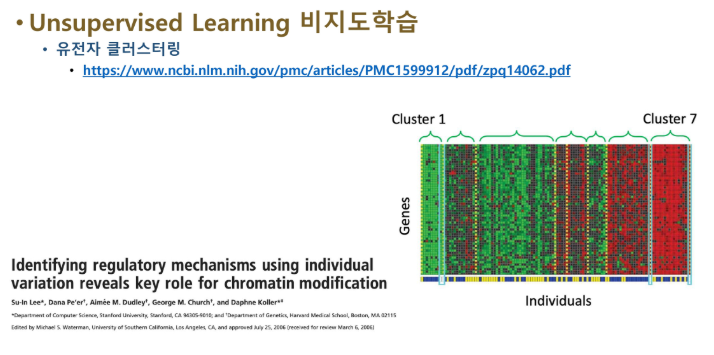 • Unsupervised Learning 비지도학습
• 유전자 클러스터링
• https://www.ncbi.nlm.nih.gov/pmc/articles/PMC1599912/pdf/zpq14062.pdf
Cluster 1
Cluster 7
Genes
Individuals
Identifying regulatory mechanisms using individual
variation reveals key role for chromatin modification
Su-In Lee*, Dana Pe'er†, Aimée M. Dudley†, George M. Church†, and Daphne Koller*‡
*Department of Computer Science, Stanford University, Stanford, CA 94305-9010; and †Department of Genetics, Harvard Medical School, Boston, MA 02115
Edited by Michael S. Waterman, University of Southern California, Los Angeles, CA, and approved July 25, 2006 (received for review March 6, 2006)